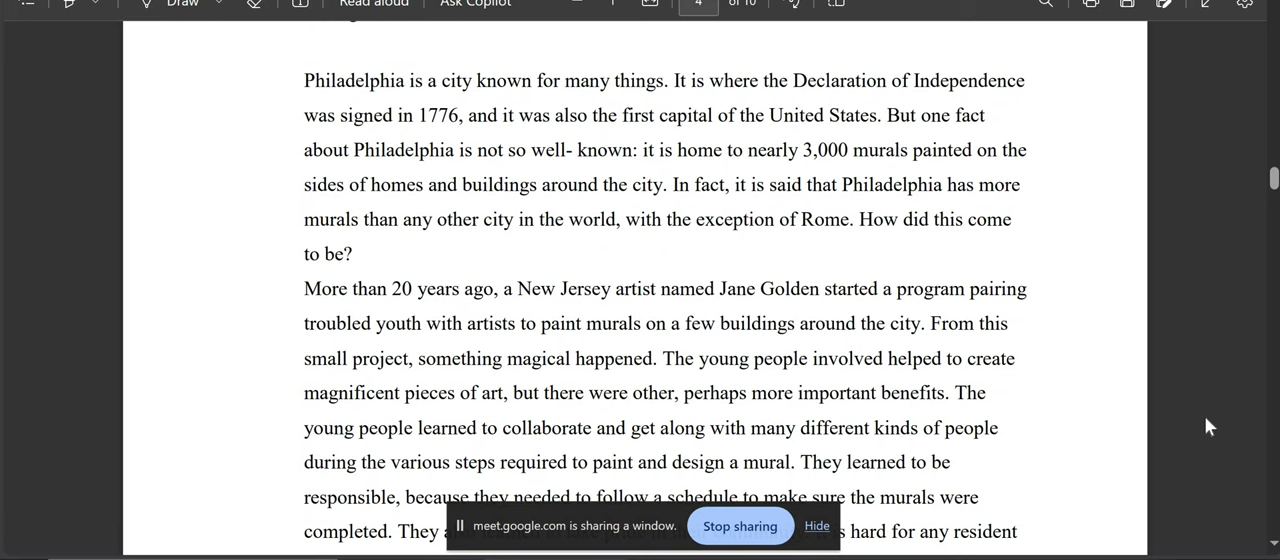 Draw
Read aloud
Ask Copilot
4
of 10
Philadelphia is a city known for many things. It is where the Declaration of Independence
was signed in 1776, and it was also the first capital of the United States. But one fact
about Philadelphia is not so well- known: it is home to nearly 3,000 murals painted on the
sides of homes and buildings around the city. In fact, it is said that Philadelphia has more
murals than any other city in the world, with the exception of Rome. How did this come
to be?
More than 20 years ago, a New Jersey artist named Jane Golden started a program pairing
troubled youth with artists to paint murals on a few buildings around the city. From this
small project, something magical happened. The young people involved helped to create
magnificent pieces of art, but there were other, perhaps more important benefits. The
young people learned to collaborate and get along with many different kinds of people
during the various steps required to paint and design a mural. They learned to be
responsible, because they needed to follow a schedule to make sure the murals were
completed. They
is hard for any resident
meet.google.com is sharing a window.
Stop sharing
Hide